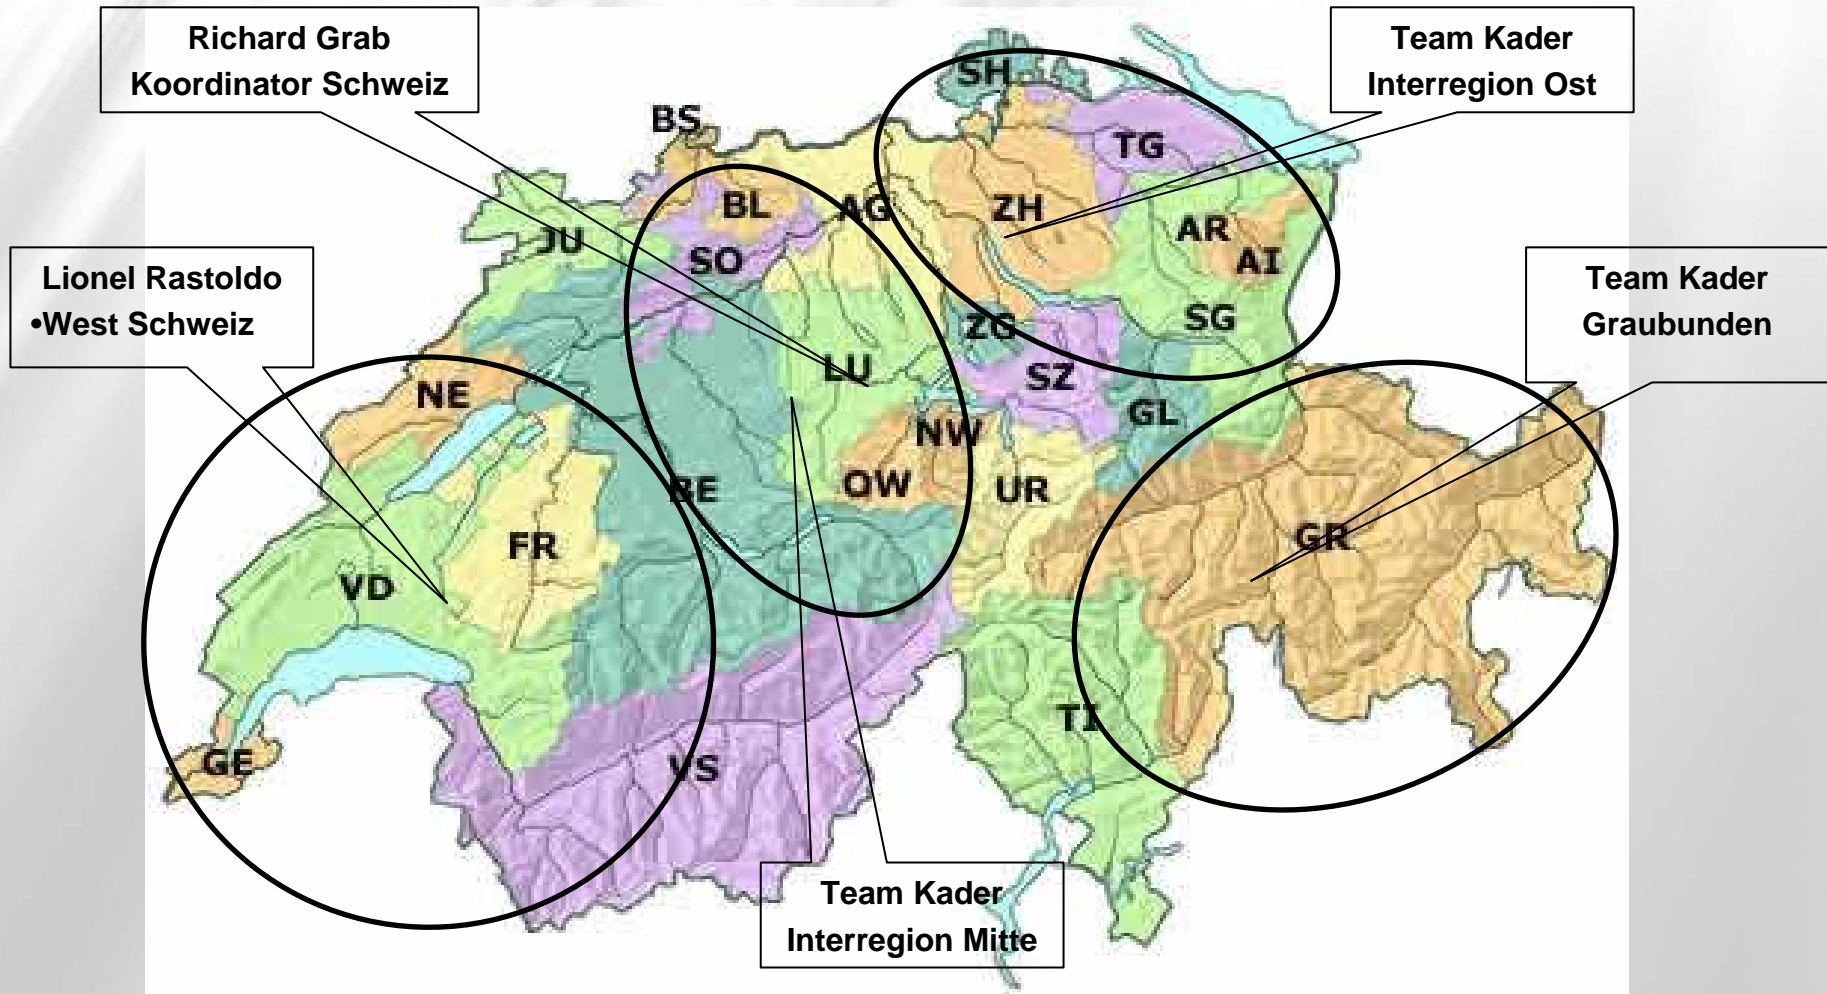 Richard Grab
Koordinator Schweiz
Team Kader
Interregion Ost
SH
BS
TG
BL
AG
ZH
AR
JU
SO
AI
Lionel Rastoldo
•West Schweiz
Team Kader
Graubunden
ZG
SG
LU
SZ
NE
GL
NW
BE
OW
UR
FR
GR
VD
TI
GE
VS
Team Kader
Interregion Mitte